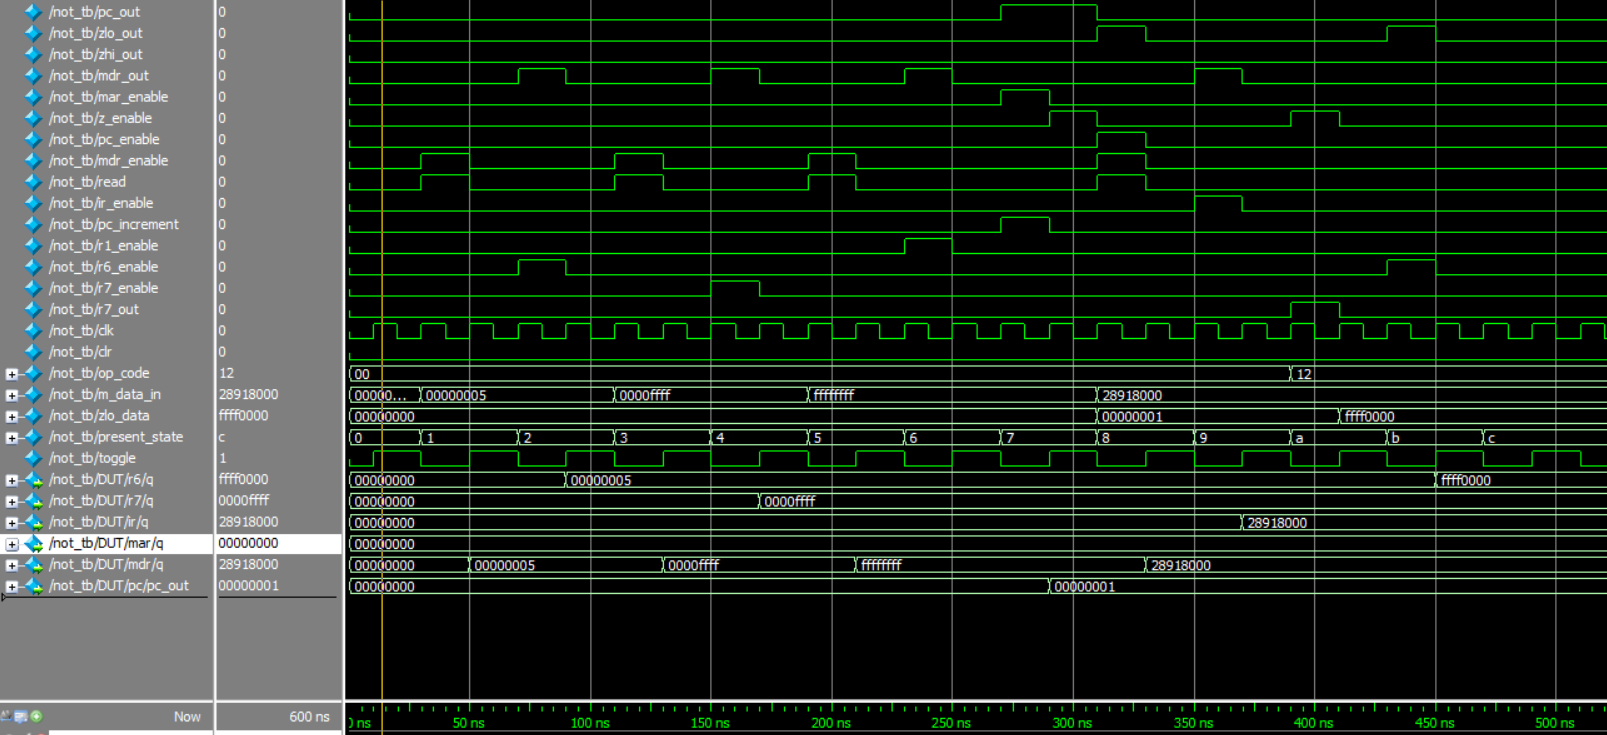 /not_tb/pc_out 0
/not_tb/zlo_out 0
/not_tb/zhi_out 0
/not_tb/mdr_out 0
/not_tb/mar_enable 0
/not_tb/z_enable 0
/not_tb/pc_enable 0
/not_tb/mdr_enable 0
/not_tb/read 0
/not_tb/ir_enable 0
/not_tb/pc_increment 0
/not_tb/r1_enable 0
/not_tb/r6_enable 0
/not_tb/r7_enable 0
/not_tb/r7_out 0
/not_tb/clk 0
/not_tb/clr 0
/not_tb/op_code 12 00 12
/not_tb/m_data_in 28918000 00000... 00000005 0000ffff ffffffff 28918000
/not_tb/zlo_data ffff0000 00000000 00000001 ffff0000
/not_tb/present_state c 0 1 2 3 4 5 6 7 8 9 a b c
/not_tb/toggle 1
/not_tb/DUT/r6/q ffff0000 00000000 00000005 ffff0000
/not_tb/DUT/r7/q 0000ffff 00000000 0000ffff
/not_tb/DUT/ir/q 28918000 00000000 28918000
/not_tb/DUT/mar/q 00000000 00000000
/not_tb/DUT/mdr/q 28918000 00000000 00000005 0000ffff ffffffff 28918000
/not_tb/DUT/pc/pc_out 00000001 00000000 00000001
Now 600 ns 0 ns 50 ns 100 ns 150 ns 200 ns 250 ns 300 ns 350 ns 400 ns 450 ns 500 ns